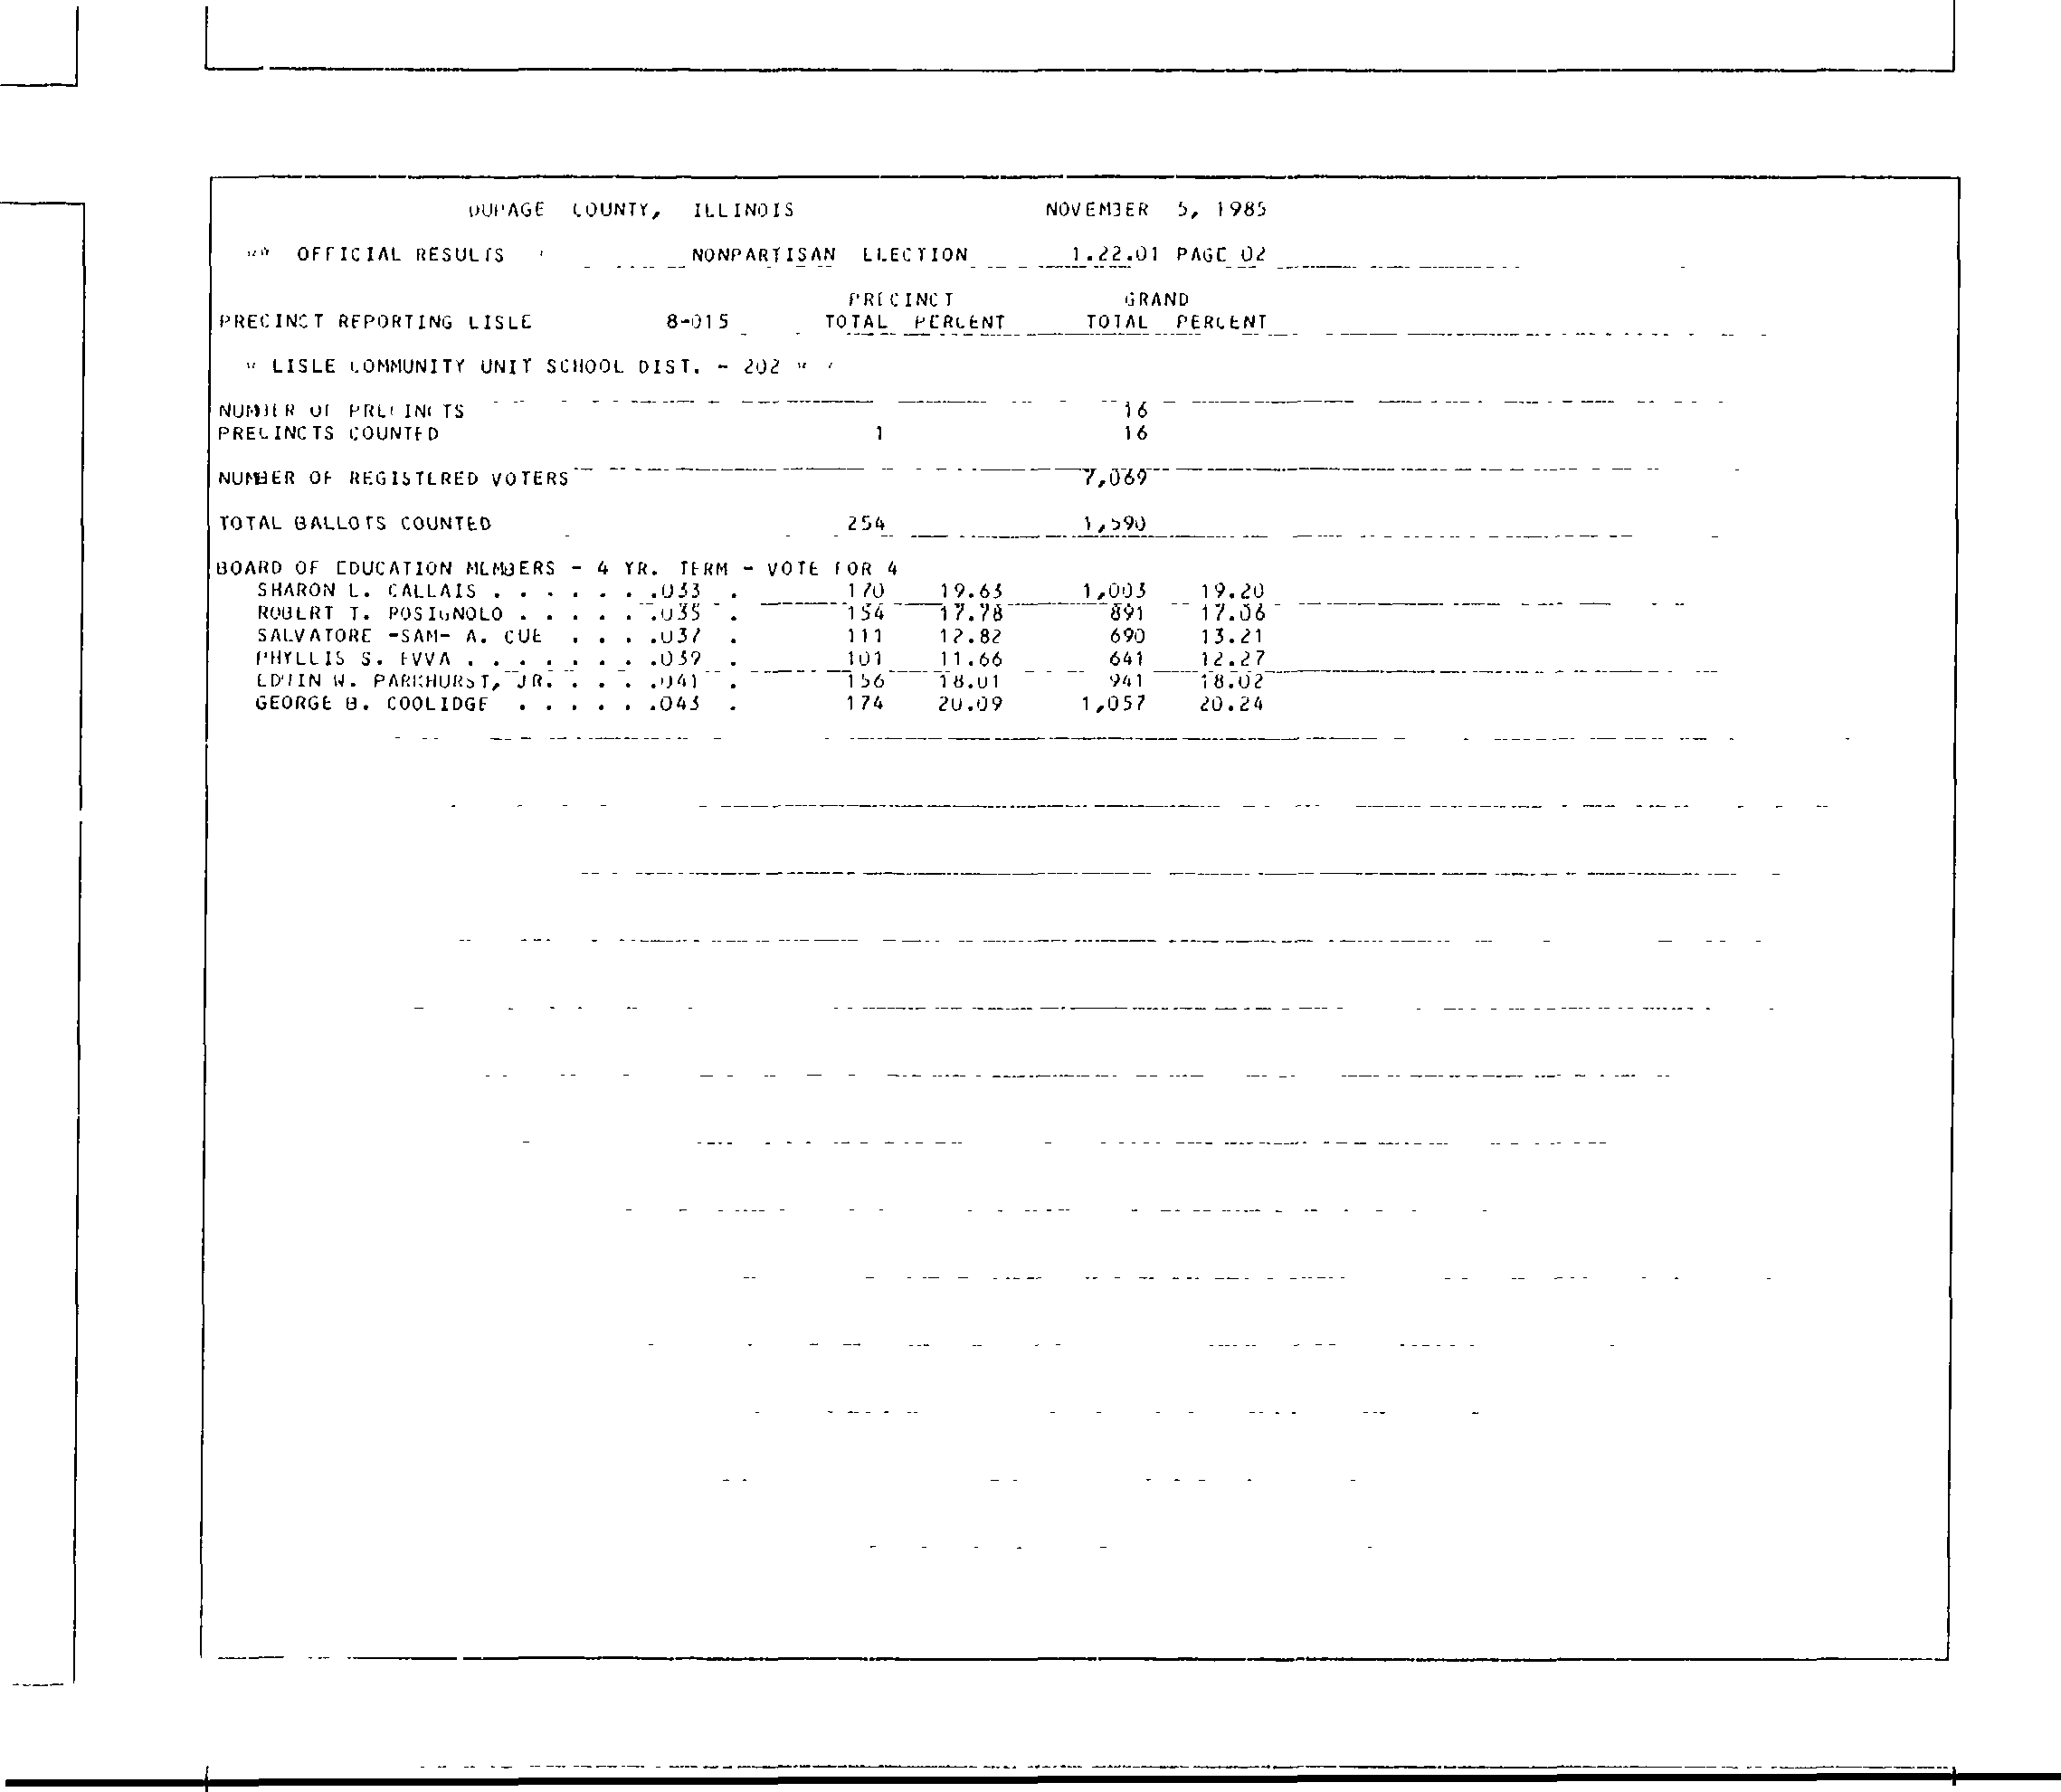 DUPAGE COUNTY, ILLINOIS NOVEMBER 5, 1985
OFFICIAL RESULTS NONPARTISAN ELECTION 1.22.01 PAGE 02
PRECINCT GRAND
PRECINCT REPORTING LISLE 8-015 TOTAL PERCENT TOTAL PERCENT
* LISLE COMMUNITY UNIT SCHOOL DIST. - 202 * *
NUMBER OF PRECINCTS 16
PRECINCTS COUNTED 1 16
NUMBER OF REGISTERED VOTERS 7,069
TOTAL BALLOTS COUNTED 254 1,590
BOARD OF EDUCATION MEMBERS - 4 YR. TERM - VOTE FOR 4
SHARON L. CALLAIS . . . . . . .033 . 170 19.63 1,003 19.20
ROBERT T. POSIGNOLO . . . . . .035 . 154 17.78 891 17.06
SALVATORE -SAM- A. CUE . . . .037 . 111 12.82 690 13.21
PHYLLIS S. . . . . . . . .039 . 101 11.66 641 12.27
EDWIN W. PARKHURST, JR. . . . .041 . 156 18.01 941 18.02
GEORGE B. COOLIDGE . . . . . .043 . 174 20.09 1,057 20.24